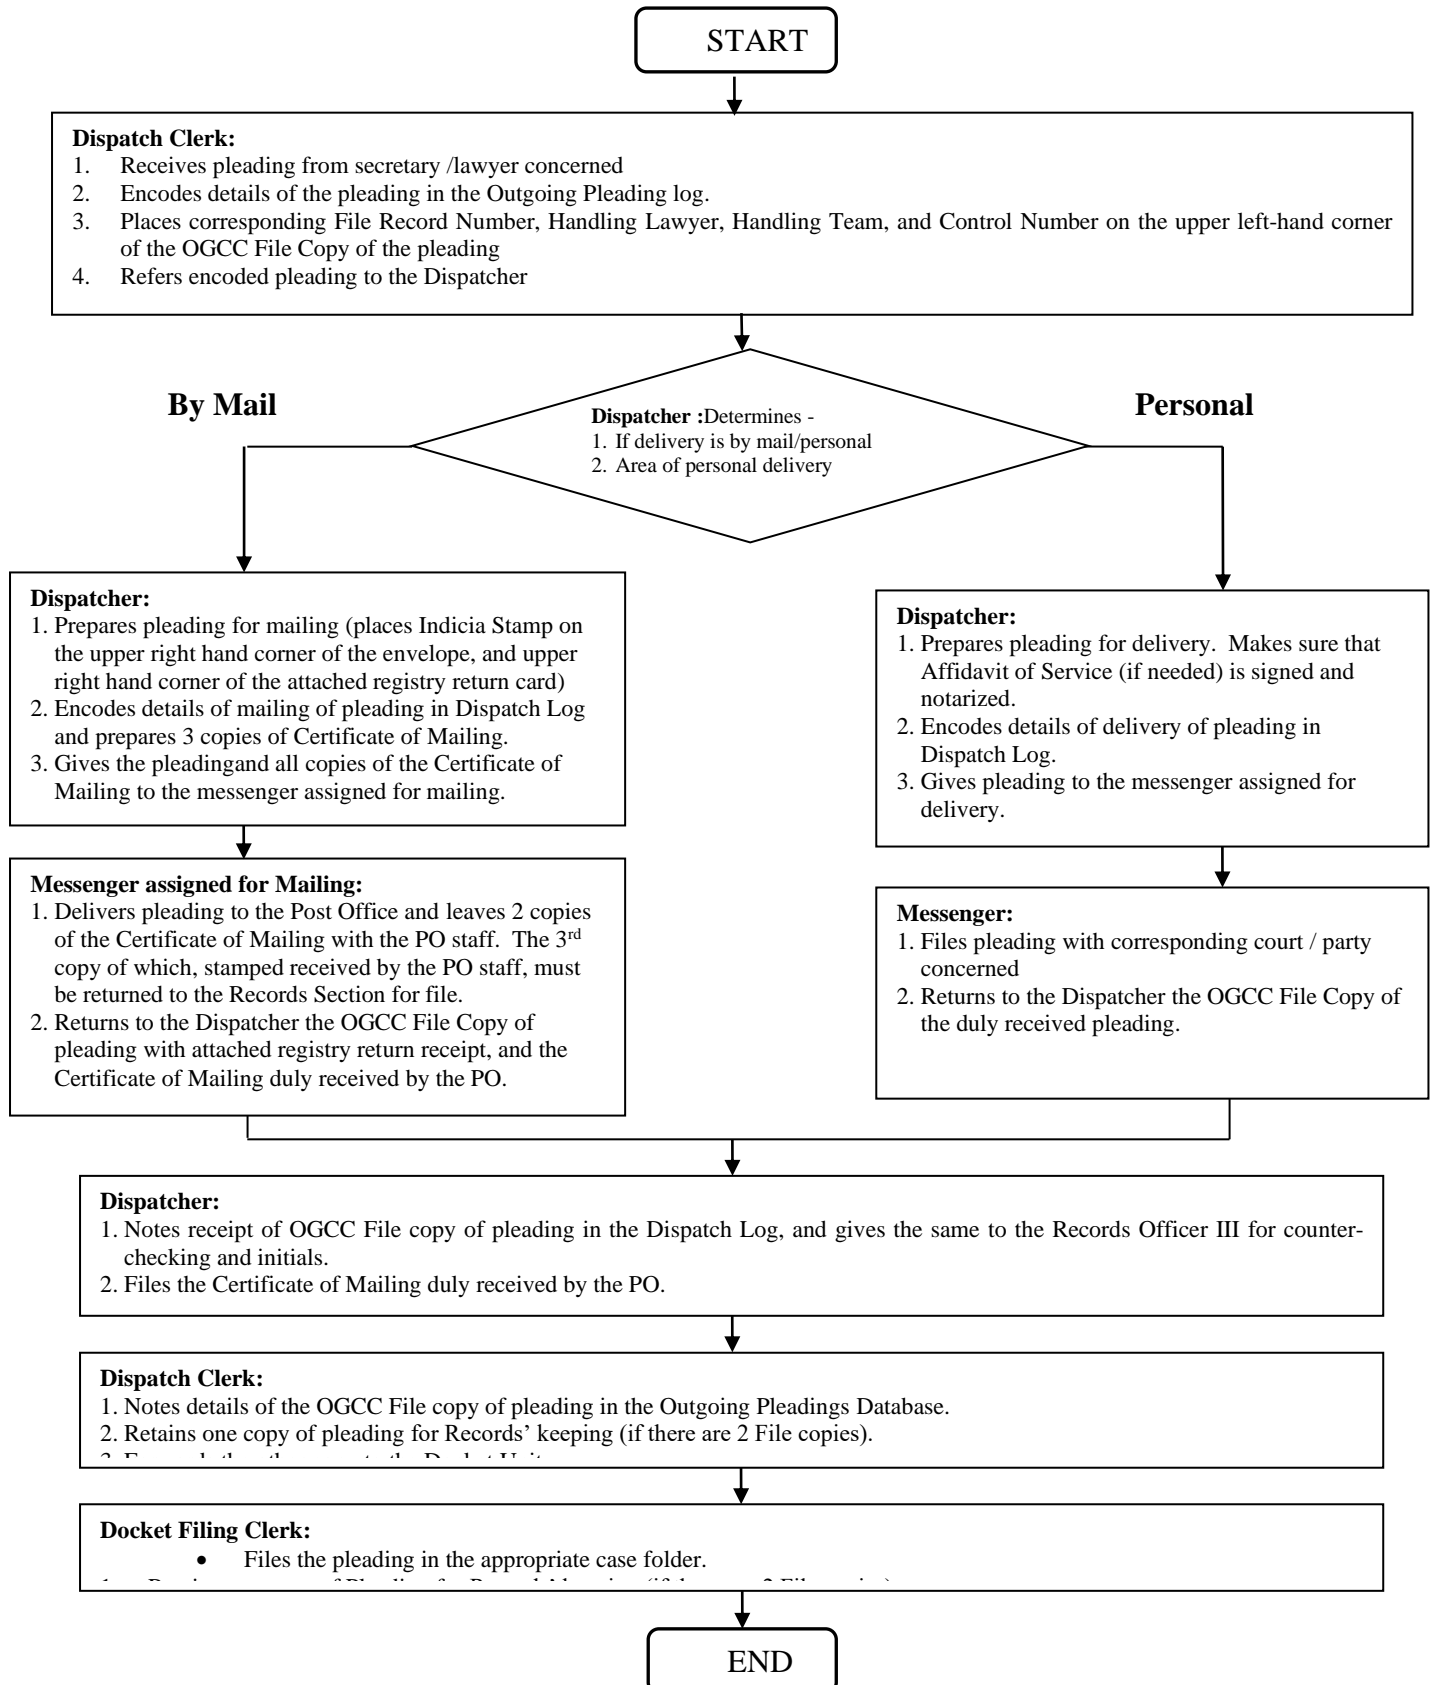 START
Dispatch Clerk:
1. Receives pleading from secretary /lawyer concerned
2. Encodes details of the pleading in the Outgoing Pleading log.
3. Places corresponding File Record Number, Handling Lawyer, Handling Team, and Control Number on the upper left-hand corner
of the OGCC File Copy of the pleading
4. Refers encoded pleading to the Dispatcher
By Mail
Personal
Dispatcher :Determines -
1. If delivery is by mail/personal
2. Area of personal delivery
Dispatcher:
1. Prepares pleading for mailing (places Indicia Stamp on
the upper right hand corner of the envelope, and upper
right hand corner of the attached registry return card)
2. Encodes details of mailing of pleading in Dispatch Log
and prepares 3 copies of Certificate of Mailing.
3. Gives the pleadingand all copies of the Certificate of
Mailing to the messenger assigned for mailing.
Dispatcher:
1. Prepares pleading for delivery. Makes sure that
Affidavit of Service (if needed) is signed and
notarized.
2. Encodes details of delivery of pleading in
Dispatch Log.
3. Gives pleading to the messenger assigned for
delivery.
Messenger assigned for Mailing:
1. Delivers pleading to the Post Office and leaves 2 copies
of the Certificate of Mailing with the PO staff. The 3rd
copy of which, stamped received by the PO staff, must
be returned to the Records Section for file.
2. Returns to the Dispatcher the OGCC File Copy of
pleading with attached registry return receipt, and the
Certificate of Mailing duly received by the PO.
Messenger:
1. Files pleading with corresponding court / party
concerned
2. Returns to the Dispatcher the OGCC File Copy of
the duly received pleading.
Dispatcher:
1. Notes receipt of OGCC File copy of pleading in the Dispatch Log, and gives the same to the Records Officer III for counter-
checking and initials.
2. Files the Certificate of Mailing duly received by the PO.
Dispatch Clerk:
1. Notes details of the OGCC File copy of pleading in the Outgoing Pleadings Database.
2. Retains one copy of pleading for Records’ keeping (if there are 2 File copies).
Docket Filing Clerk:
• Files the pleading in the appropriate case folder.
END